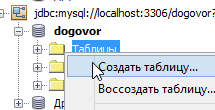 jdbc:mysql://localhost:3306/dogovor?
dogovor
Таблицы
Создать таблицу...
Воссоздать таблицу...